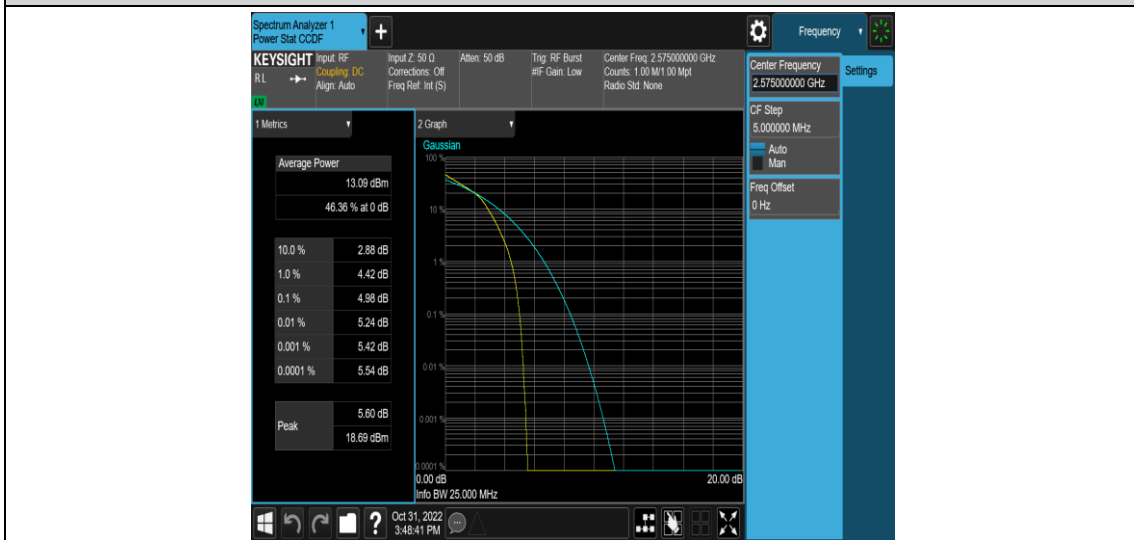 Spectrum Analyzer 1
Power Stat CCDF
+
Frequency
KEYSIGHT
RL
Input: RF
Coupling: DC
Align: Auto
Input Z: 50 Ω
Corrections: Off
Freq Ref: Int (S)
Atten: 50 dB
Trig: RF Burst
#IF Gain: Low
Center Freq: 2.575000000 GHz
Counts: 1.00 M/1.00 Mpt
Radio Std: None
Center Frequency
2.575000000 GHz
Settings
CF Step
5.000000 MHz
Auto
Man
Freq Offset
0 Hz
1 Metrics
Average Power
13.09 dBm
46.36 % at 0 dB
10.0 % 2.88 dB
1.0 % 4.42 dB
0.1 % 4.98 dB
0.01 % 5.24 dB
0.001 % 5.42 dB
0.0001 % 5.54 dB
Peak
5.60 dB
18.69 dBm
2 Graph
Gaussian
100 %
10 %
1 %
0.1 %
0.01 %
0.001 %
0.0001 %
0.00 dB 20.00 dB
Info BW 25.000 MHz
?
Oct 31, 2022
3:48:41 PM